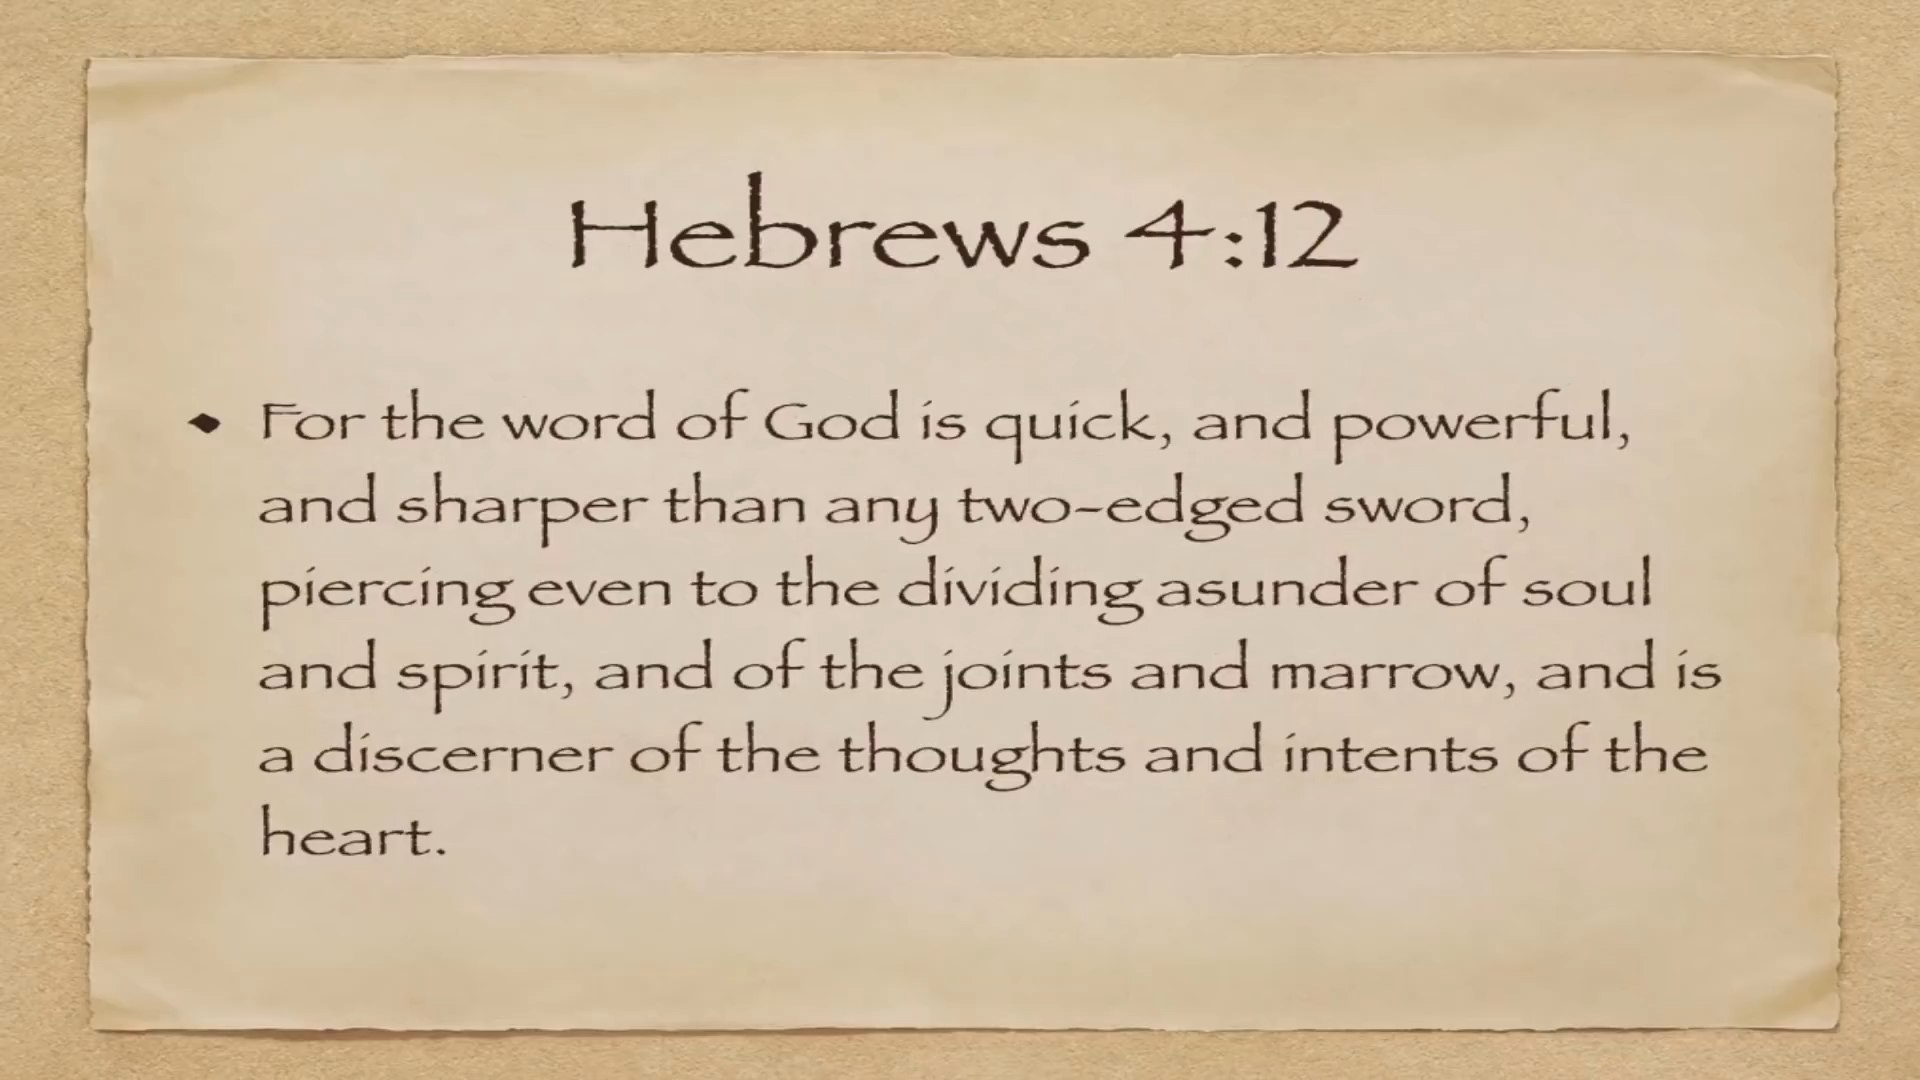 Hebrews 4:12
• For the word of God is quick, and powerful,
and sharper than any two-edged sword,
piercing even to the dividing asunder of soul
and spirit, and of the joints and marrow, and is
a discerner of the thoughts and intents of the
heart.